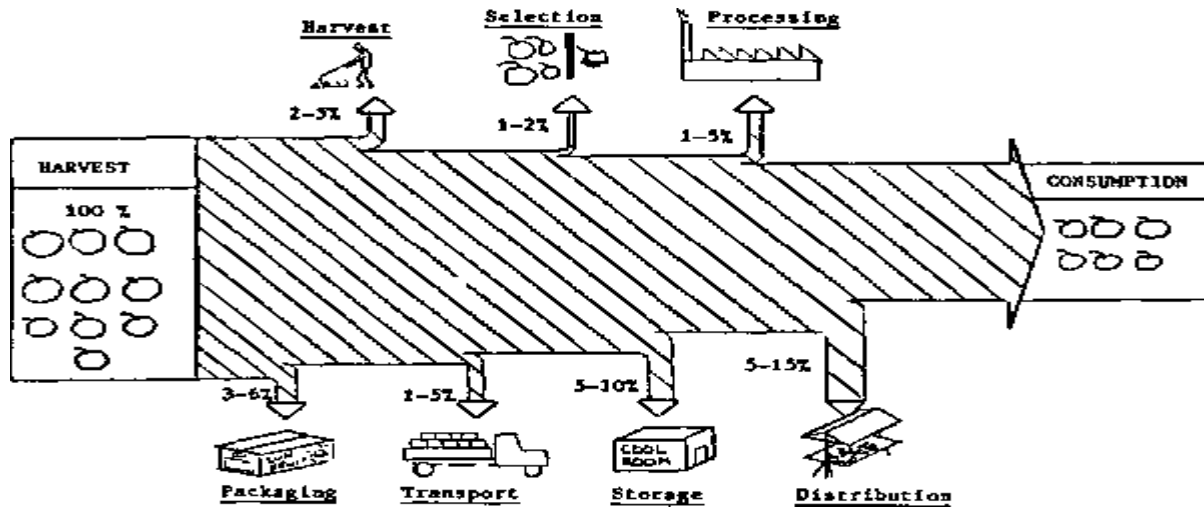 Harvest
Selection
Processing
2-5%
1-2%
1-5%
HARVEST
100 %
CONSUMPTION
3-6%
1-5%
5-10%
5-15%
COOL
ROOM
Packaging
Transport
Storage
Distribution